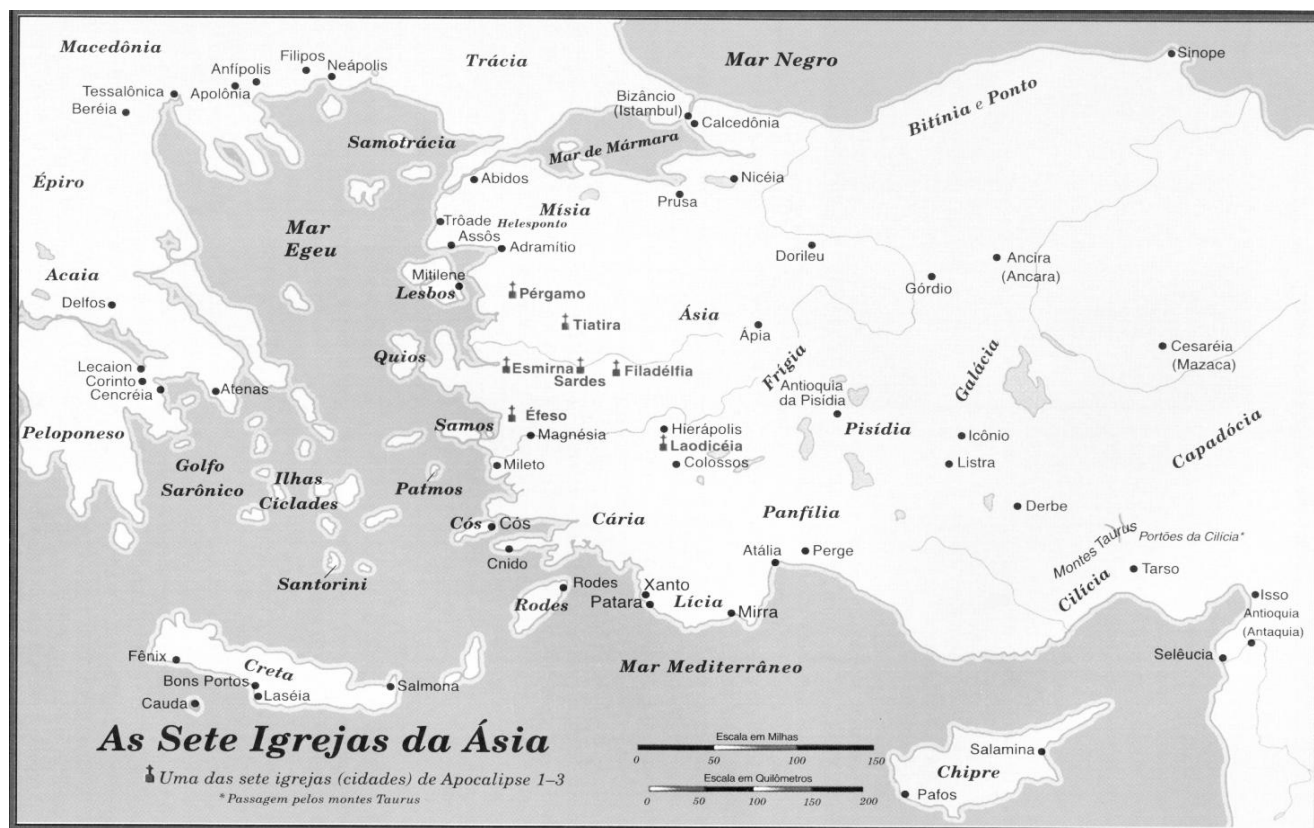 Macedônia
Filipos
Neápolis
Anfípolis
Apolônia
Tessalônica
Beréia
Trácia
Mar Negro
Sinope
Bizâncio
(Istambul)
Calcedônia
Bitínia e Ponto
Samotrácia
Mar de Mármara
Épiro
Abidos
Nicéia
Prusa
Mísia
Mar
Egeu
Trôade
Helesponto
Assôs
Adramítio
Dorileu
Ancira
(Ancara)
Górdio
Acaia
Delfos
Mitilene
Lesbos
Pérgamo
Tiatira
Ásia
Ápia
Quios
Esmirna
Sardes
Filadélfia
Frígia
Galácia
Cesaréia
(Mazaca)
Lecaion
Corinto
Cencréia
Atenas
Antioquia
da Pisídia
Peloponeso
Samos
Éfeso
Magnésia
Hierápolis
Laodicéia
Colossos
Pisídia
Icônio
Listra
Capadócia
Golfo
Sarônico
Ilhas
Ciclades
Patmos
Mileto
Cós
Cós
Cária
Panfília
Derbe
Cnido
Atália
Perge
Montes Taurus
Portões da Cilícia*
Cilícia
Tarso
Santorini
Rodes
Rodes
Xanto
Patara
Lícia
Mirra
Isso
Antioquia
(Antaquia)
Selêucia
Fênix
Creta
Bons Portos
Laséia
Salmona
Cauda
Mar Mediterrâneo
As Sete Igrejas da Ásia
Uma das sete igrejas (cidades) de Apocalipse 1–3
*Passagem pelos montes Taurus
Escala em Milhas
0 50 100 150
Escala em Quilômetros
0 50 100 150 200
Salamina
Chipre
Pafos